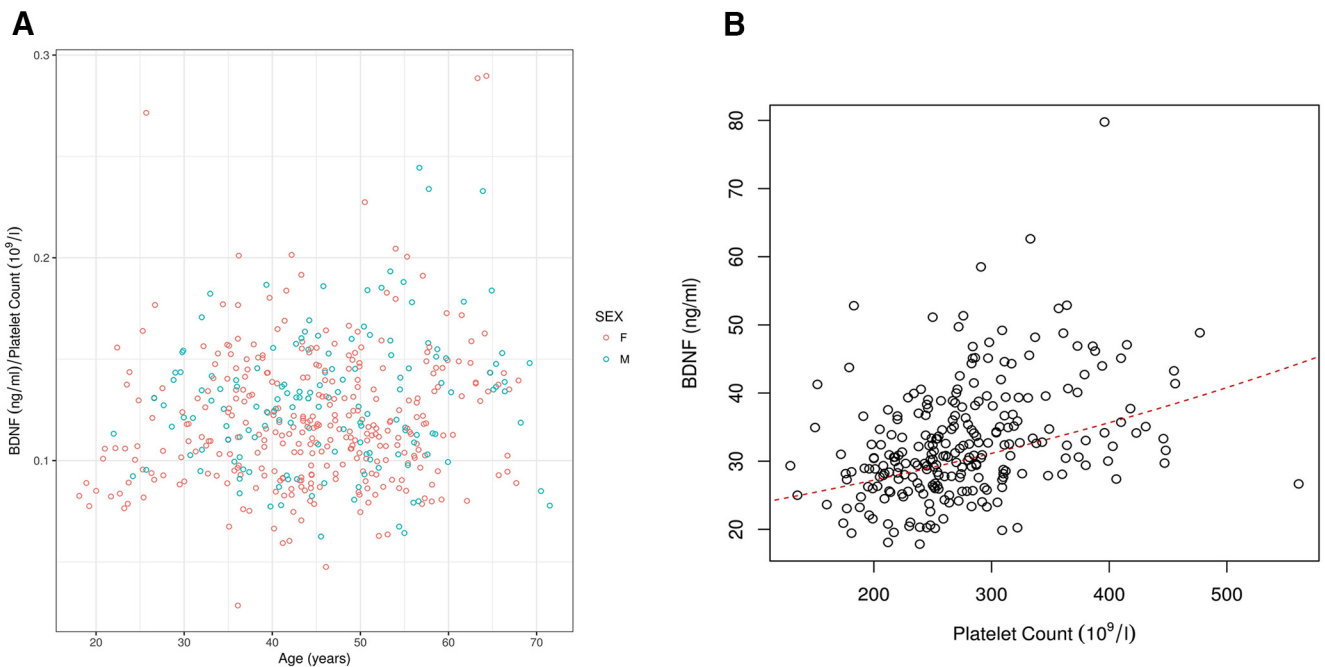 A
BDNF (ng/ml)/Platelet Count (10⁹/l)
0.3
0.2
0.1
20 30 40 50 60 70
Age (years)
SEX
F
M
B
BDNF (ng/ml)
80
70
60
50
40
30
20
200 300 400 500
Platelet Count (10⁹/l)